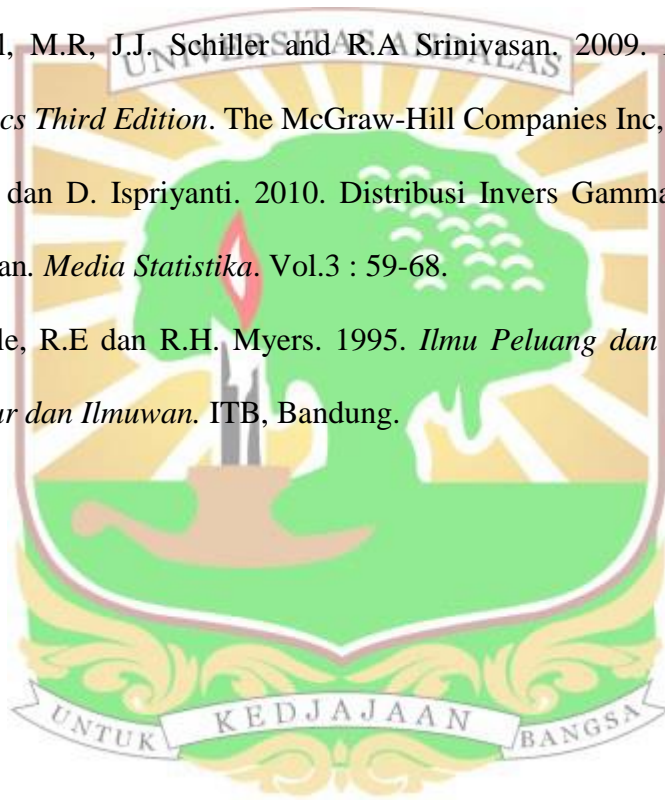 l, M.R, J.J. Schiller and R.A Srinivasan. 2009.
UNIVERSITAS ANDALAS
cs Third Edition. The McGraw-Hill Companies Inc,
dan D. Ispriyanti. 2010. Distribusi Invers Gamma
an. Media Statistika. Vol.3 : 59-68.
le, R.E dan R.H. Myers. 1995. Ilmu Peluang dan
ur dan Ilmuwan. ITB, Bandung.
UNTUK KEDJAJAAN BANGSA